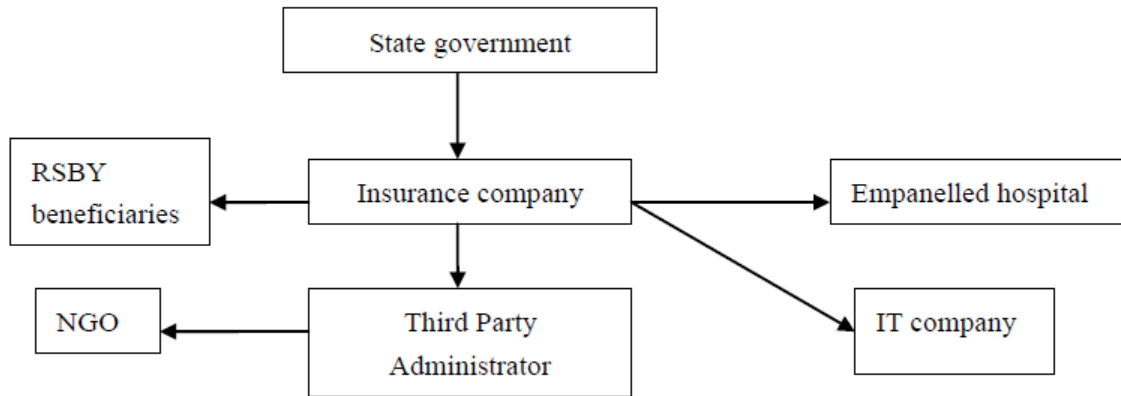 State government
RSBY
beneficiaries
Insurance company
Empanelled hospital
NGO
Third Party
Administrator
IT company